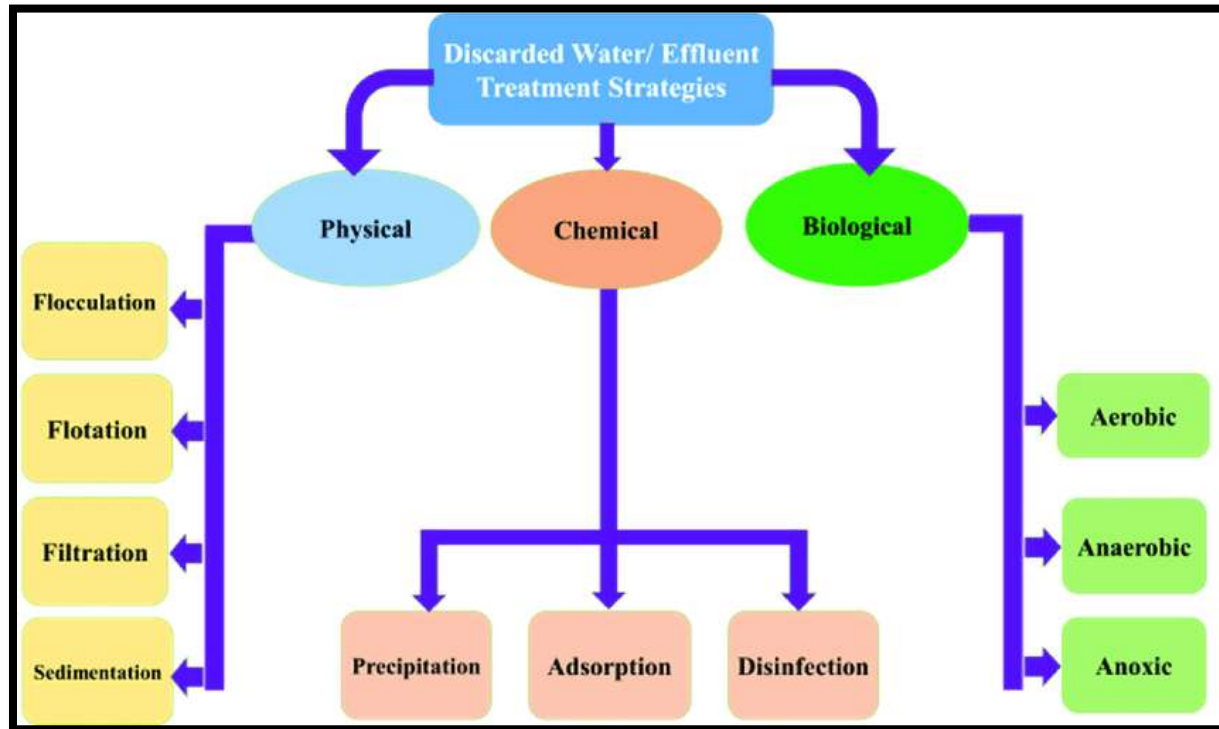 Discarded Water/ Effluent
Treatment Strategies
Physical
Chemical
Biological
Flocculation
Flotation
Filtration
Sedimentation
Precipitation
Adsorption
Disinfection
Aerobic
Anaerobic
Anoxic